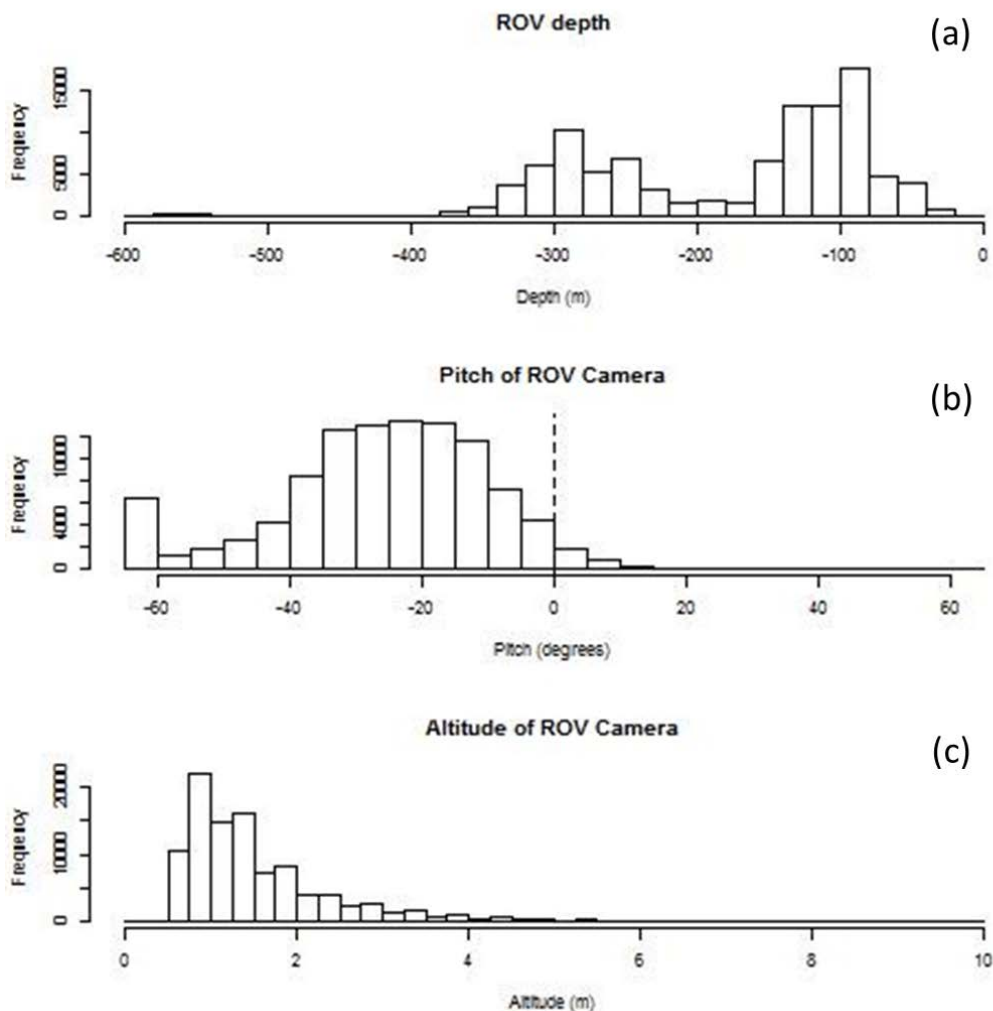 ROV depth
(a)
Frequency
0
5000
15000
-600
-500
-400
-300
-200
-100
0
Depth (m)
Pitch of ROV Camera
(b)
Frequency
0
4000
10000
-60
-40
-20
0
20
40
60
Pitch (degrees)
Altitude of ROV Camera
(c)
Frequency
0
10000
20000
0
2
4
6
8
10
Altitude (m)